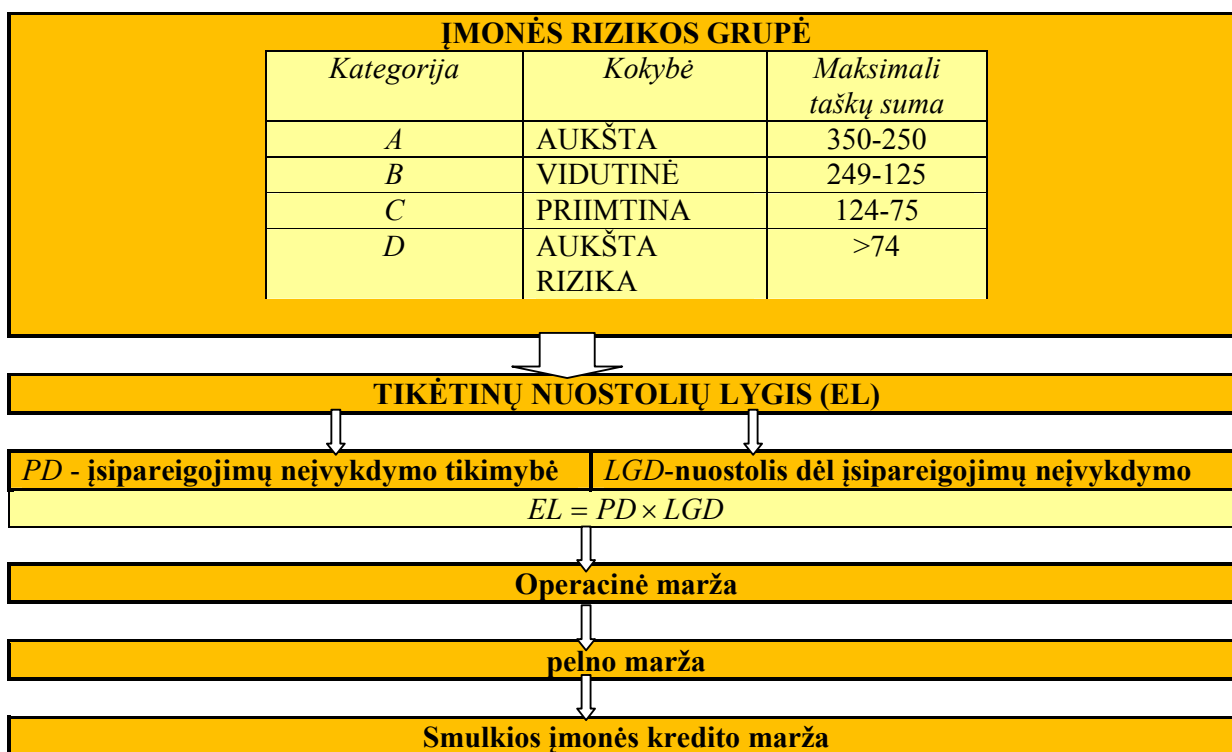 ĮMONĖS RIZIKOS GRUPĖ
Kategorija Kokybė Maksimali
taškų suma
A AUKŠTA 350-250
B VIDUTINĖ 249-125
C PRIIMTINA 124-75
D AUKŠTA >74
RIZIKA
TIKĖTINŲ NUOSTOLIŲ LYGIS (EL)
PD - įsipareigojimų neįvykdymo tikimybė LGD-nuostolis dėl įsipareigojimų neįvykdymo
EL = PD × LGD
Operacinė marža
pelno marža
Smulkios įmonės kredito marža